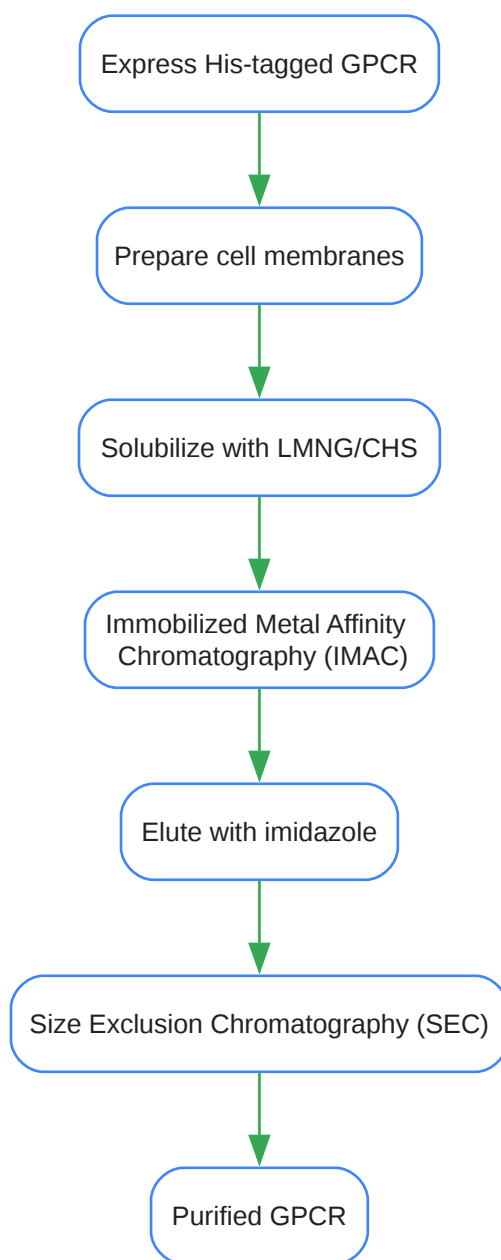 Express His-tagged GPCR
Prepare cell membranes
Solubilize with LMNG/CHS
Immobilized Metal Affinity
Chromatography (IMAC)
Elute with imidazole
Size Exclusion Chromatography (SEC)
Purified GPCR